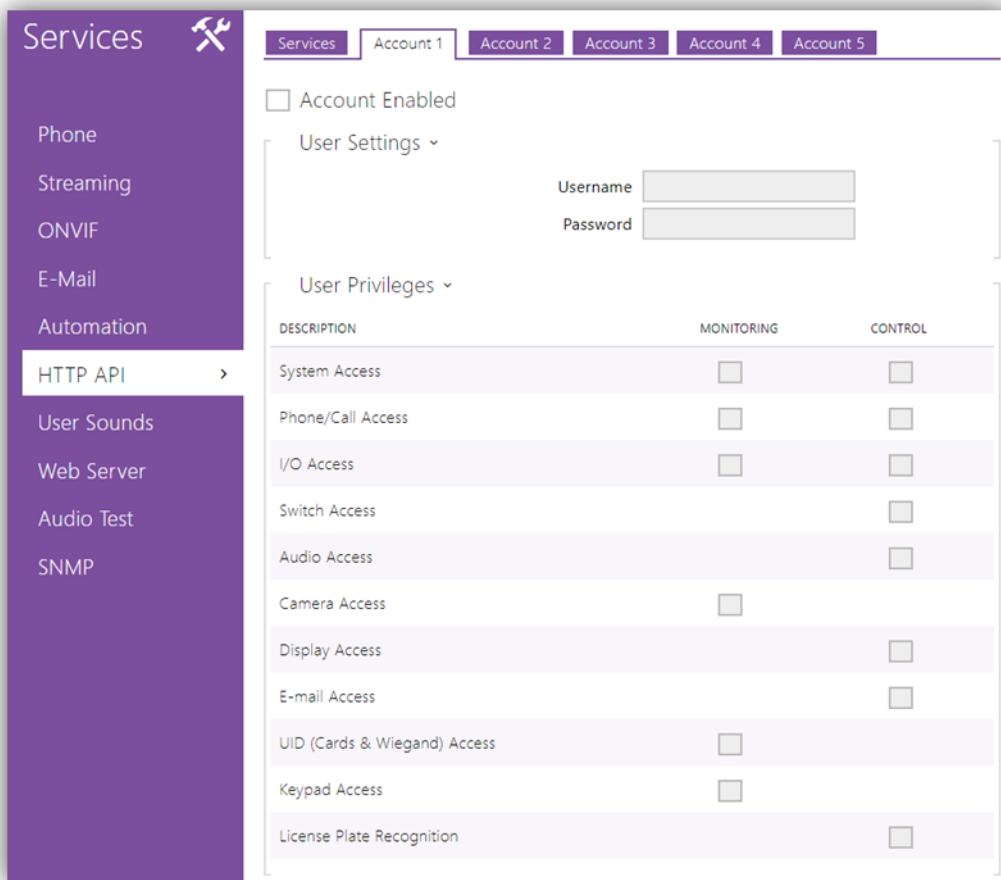 Services
Phone
Streaming
ONVIF
E-Mail
Automation
HTTP API
User Sounds
Web Server
Audio Test
SNMP
Services Account 1 Account 2 Account 3 Account 4 Account 5
Account Enabled
User Settings
Username
Password
User Privileges
DESCRIPTION MONITORING CONTROL
System Access
Phone/Call Access
I/O Access
Switch Access
Audio Access
Camera Access
Display Access
E-mail Access
UID (Cards & Wiegand) Access
Keypad Access
License Plate Recognition